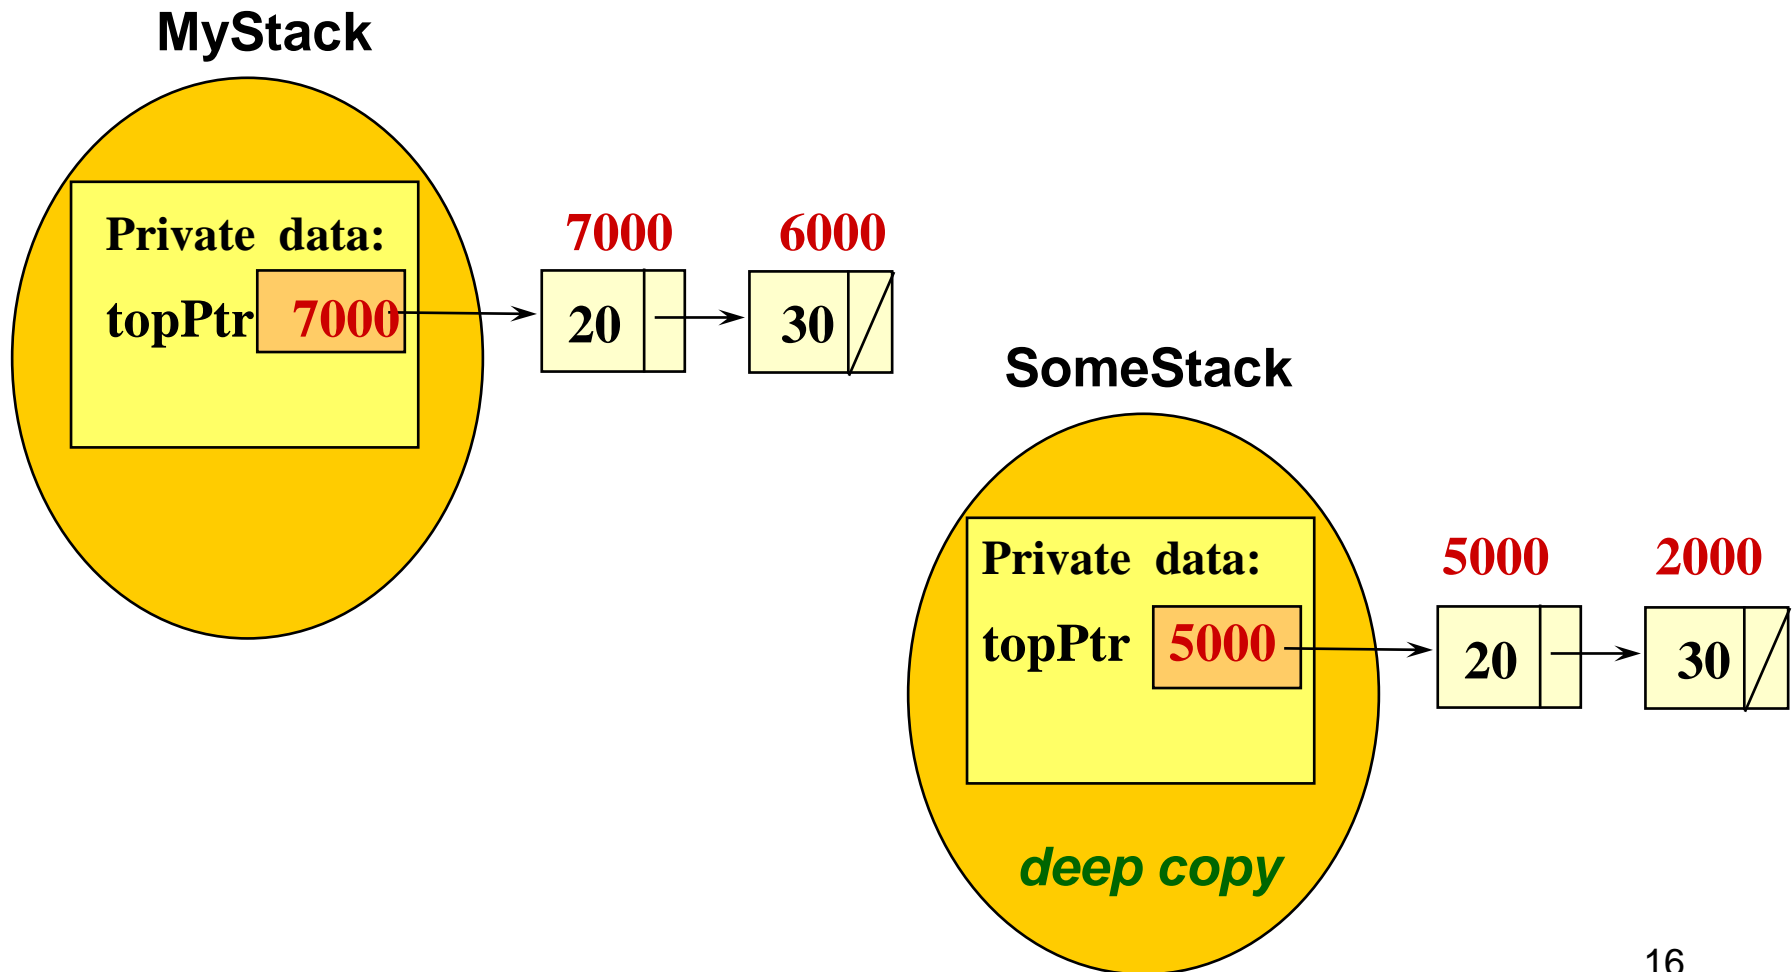 MyStack
Private data:
topPtr 7000
7000 6000
20 30
SomeStack
Private data:
topPtr 5000
5000 2000
20 30
deep copy
16